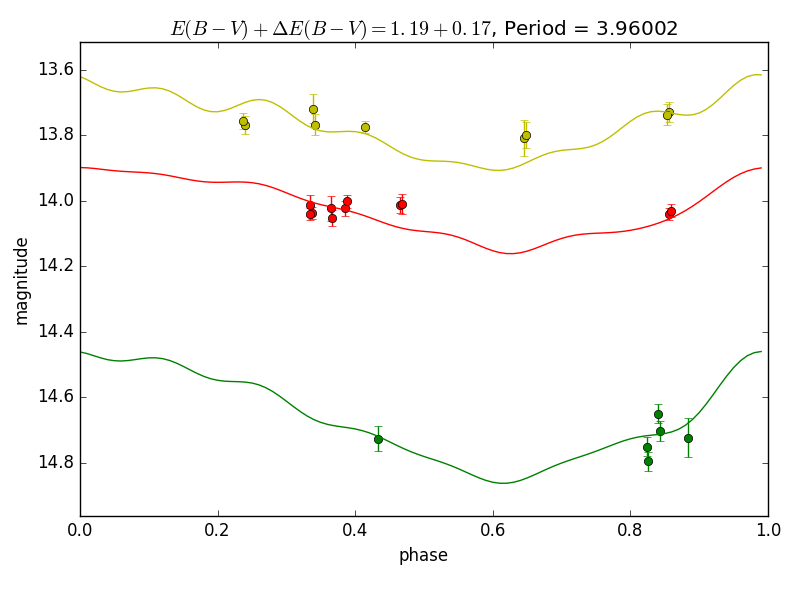 E(B − V) + ΔE(B − V) = 1.19 + 0.17, Period = 3.96002
13.6
13.8
14.0
14.2
14.4
14.6
14.8
magnitude
0.0 0.2 0.4 0.6 0.8 1.0
phase